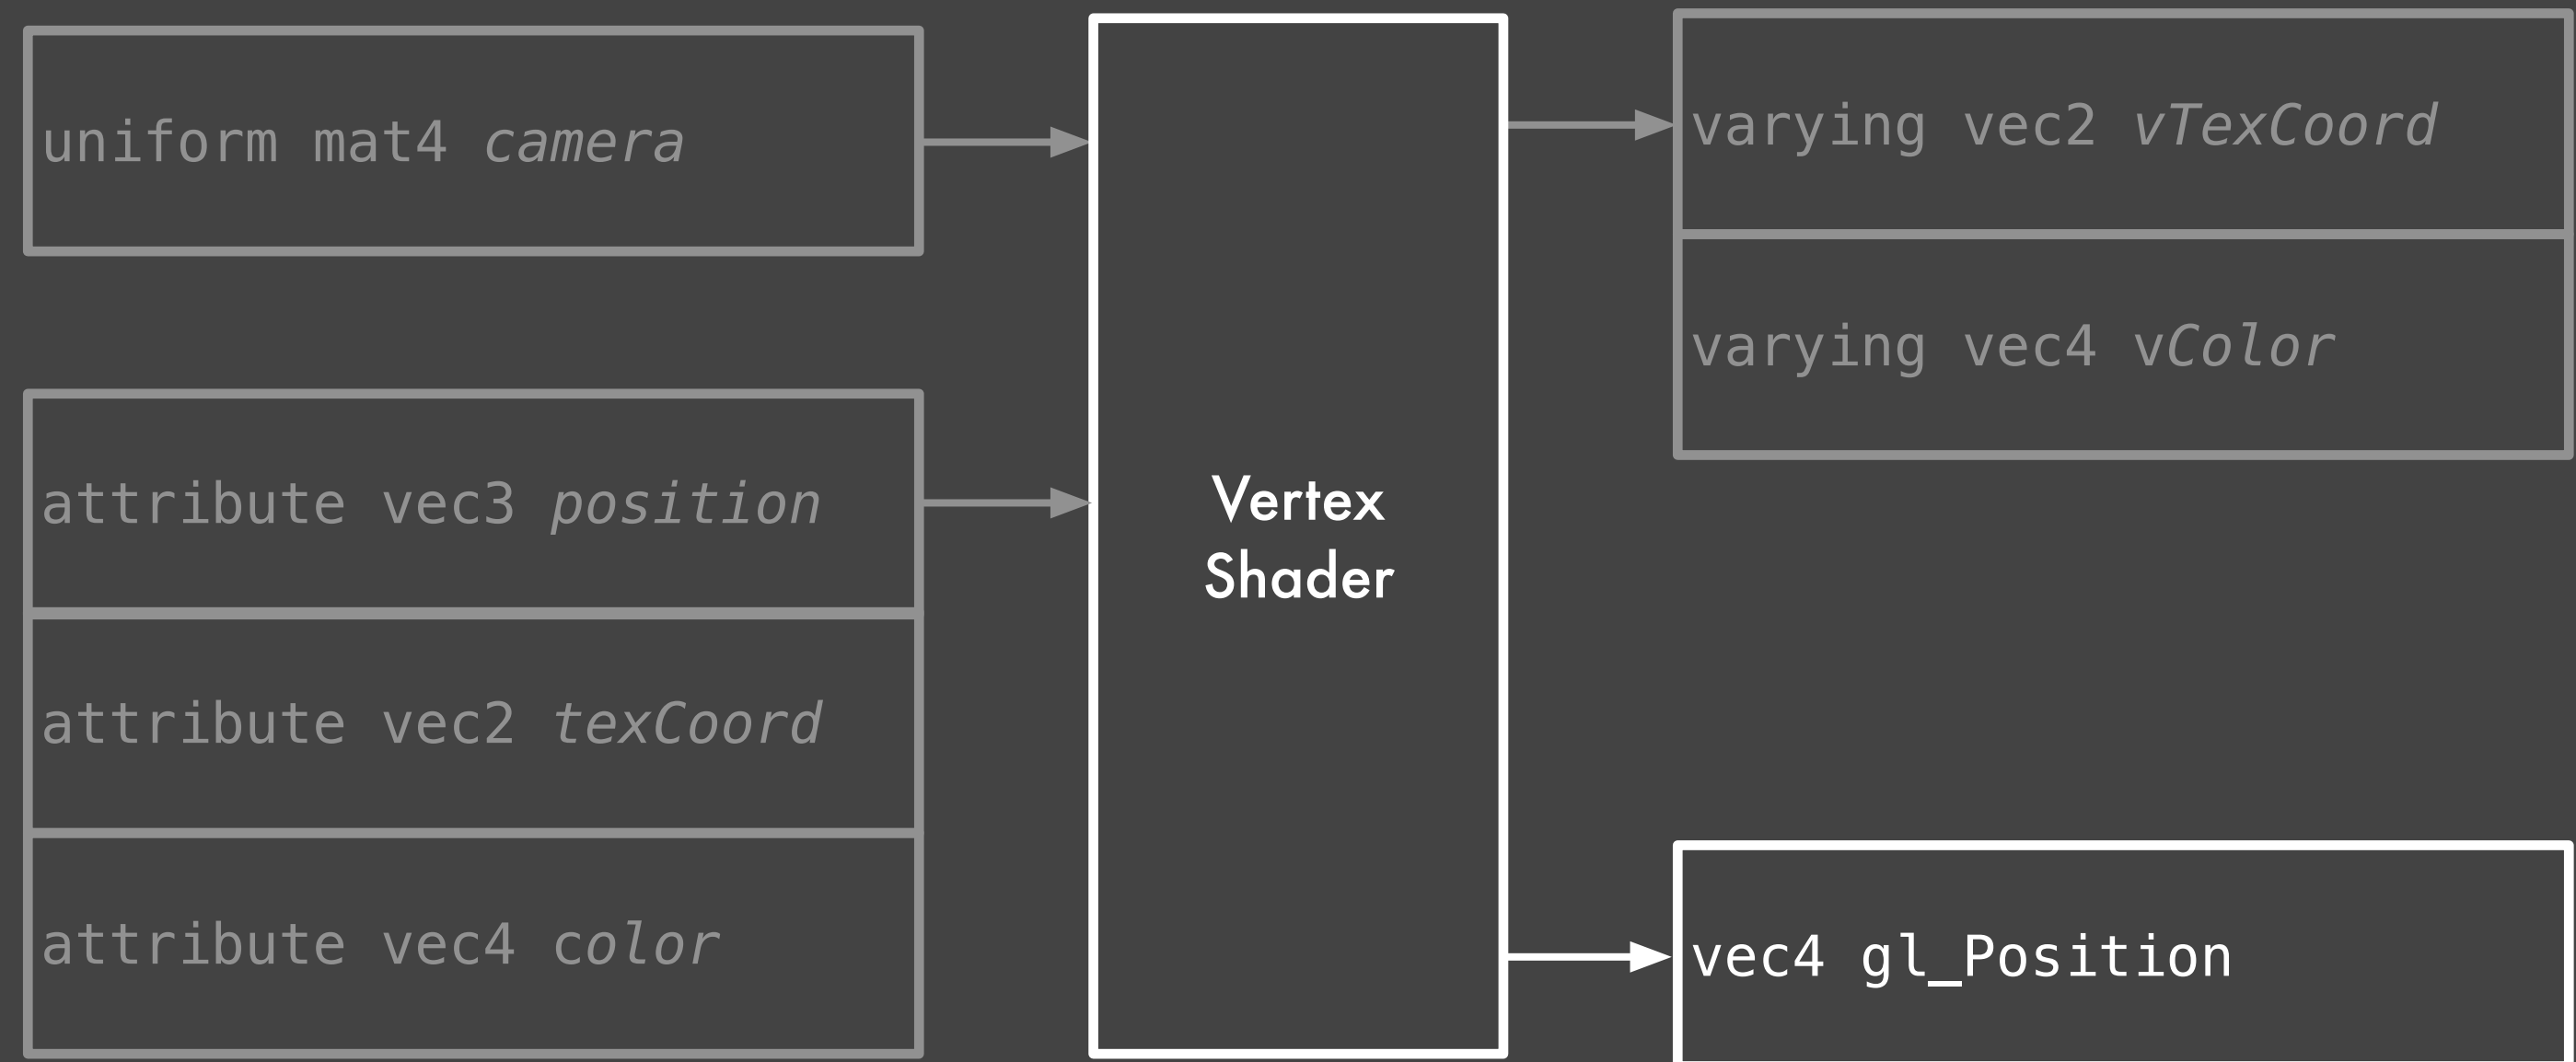 uniform mat4 camera
attribute vec3 position
attribute vec2 texCoord
attribute vec4 color
Vertex
Shader
varying vec2 vTexCoord
varying vec4 vColor
vec4 gl_Position